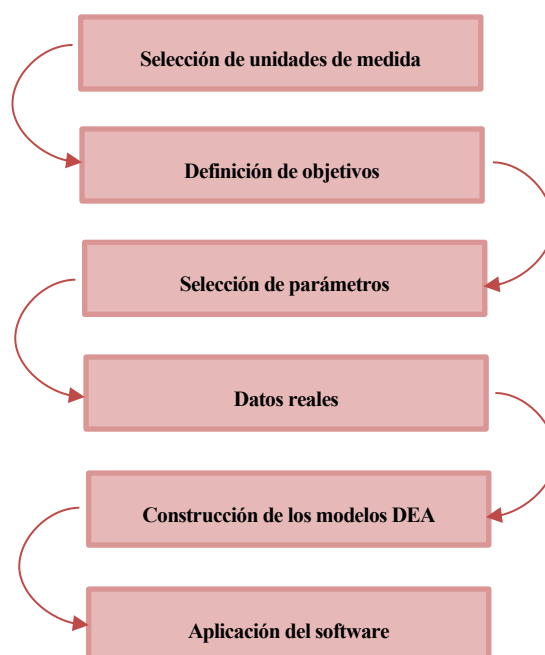 Selección de unidades de medida
Definición de objetivos
Selección de parámetros
Datos reales
Construcción de los modelos DEA
Aplicación del software